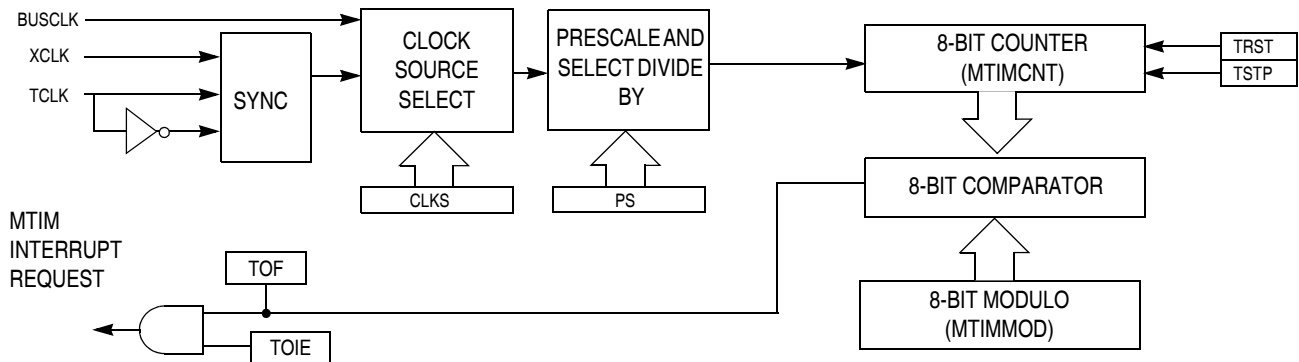 BUSCLK
XCLK
TCLK
SYNC
CLOCK
SOURCE
SELECT
PRESCALE AND
SELECT DIVIDE
BY
8-BIT COUNTER
(MTIMCNT)
TRST
TSTP
CLKS
PS
8-BIT COMPARATOR
MTIM
INTERRUPT
REQUEST
TOF
8-BIT MODULO
(MTIMMOD)
TOIE